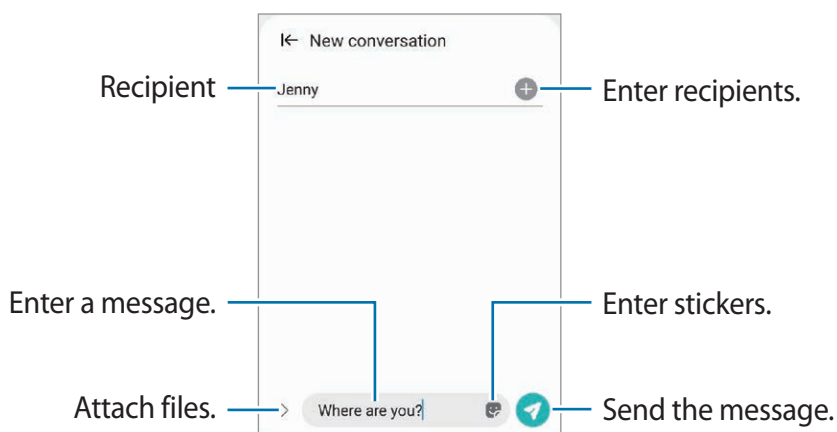 New conversation
Recipient
Jenny
Enter recipients.
Enter a message.
Enter stickers.
Attach files.
Where are you?
Send the message.